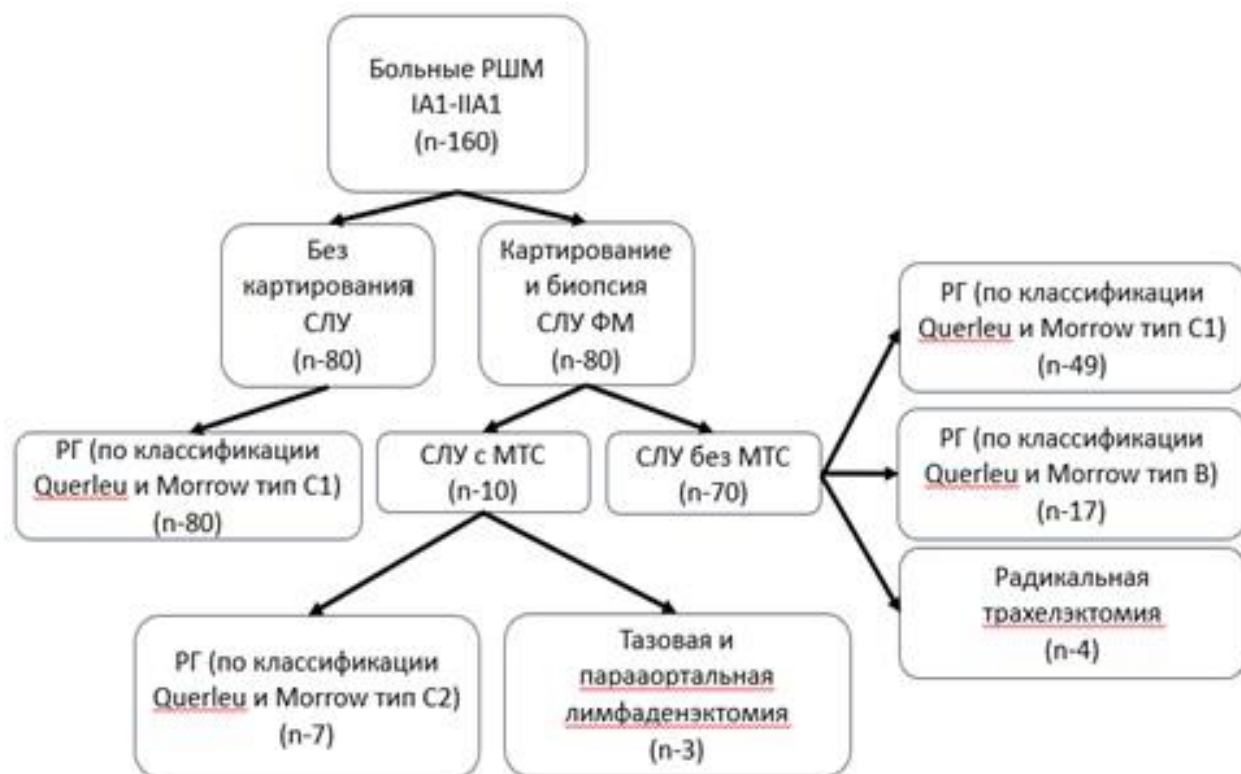 Больные РШМ
IA1-IIA1
(n-160)
Без
картирования
СЛУ
(n-80)
Картирование
и биопсия
СЛУ ФМ
(n-80)
РГ (по классификации
Querleu и Morrow тип C1)
(n-80)
СЛУ с МТС
(n-10)
СЛУ без МТС
(n-70)
РГ (по классификации
Querleu и Morrow тип C1)
(n-49)
РГ (по классификации
Querleu и Morrow тип B)
(n-17)
Радикальная
трахелэктомия
(n-4)
РГ (по классификации
Querleu и Morrow тип C2)
(n-7)
Тазовая и
парааортальная
лимфаденэктомия
(n-3)